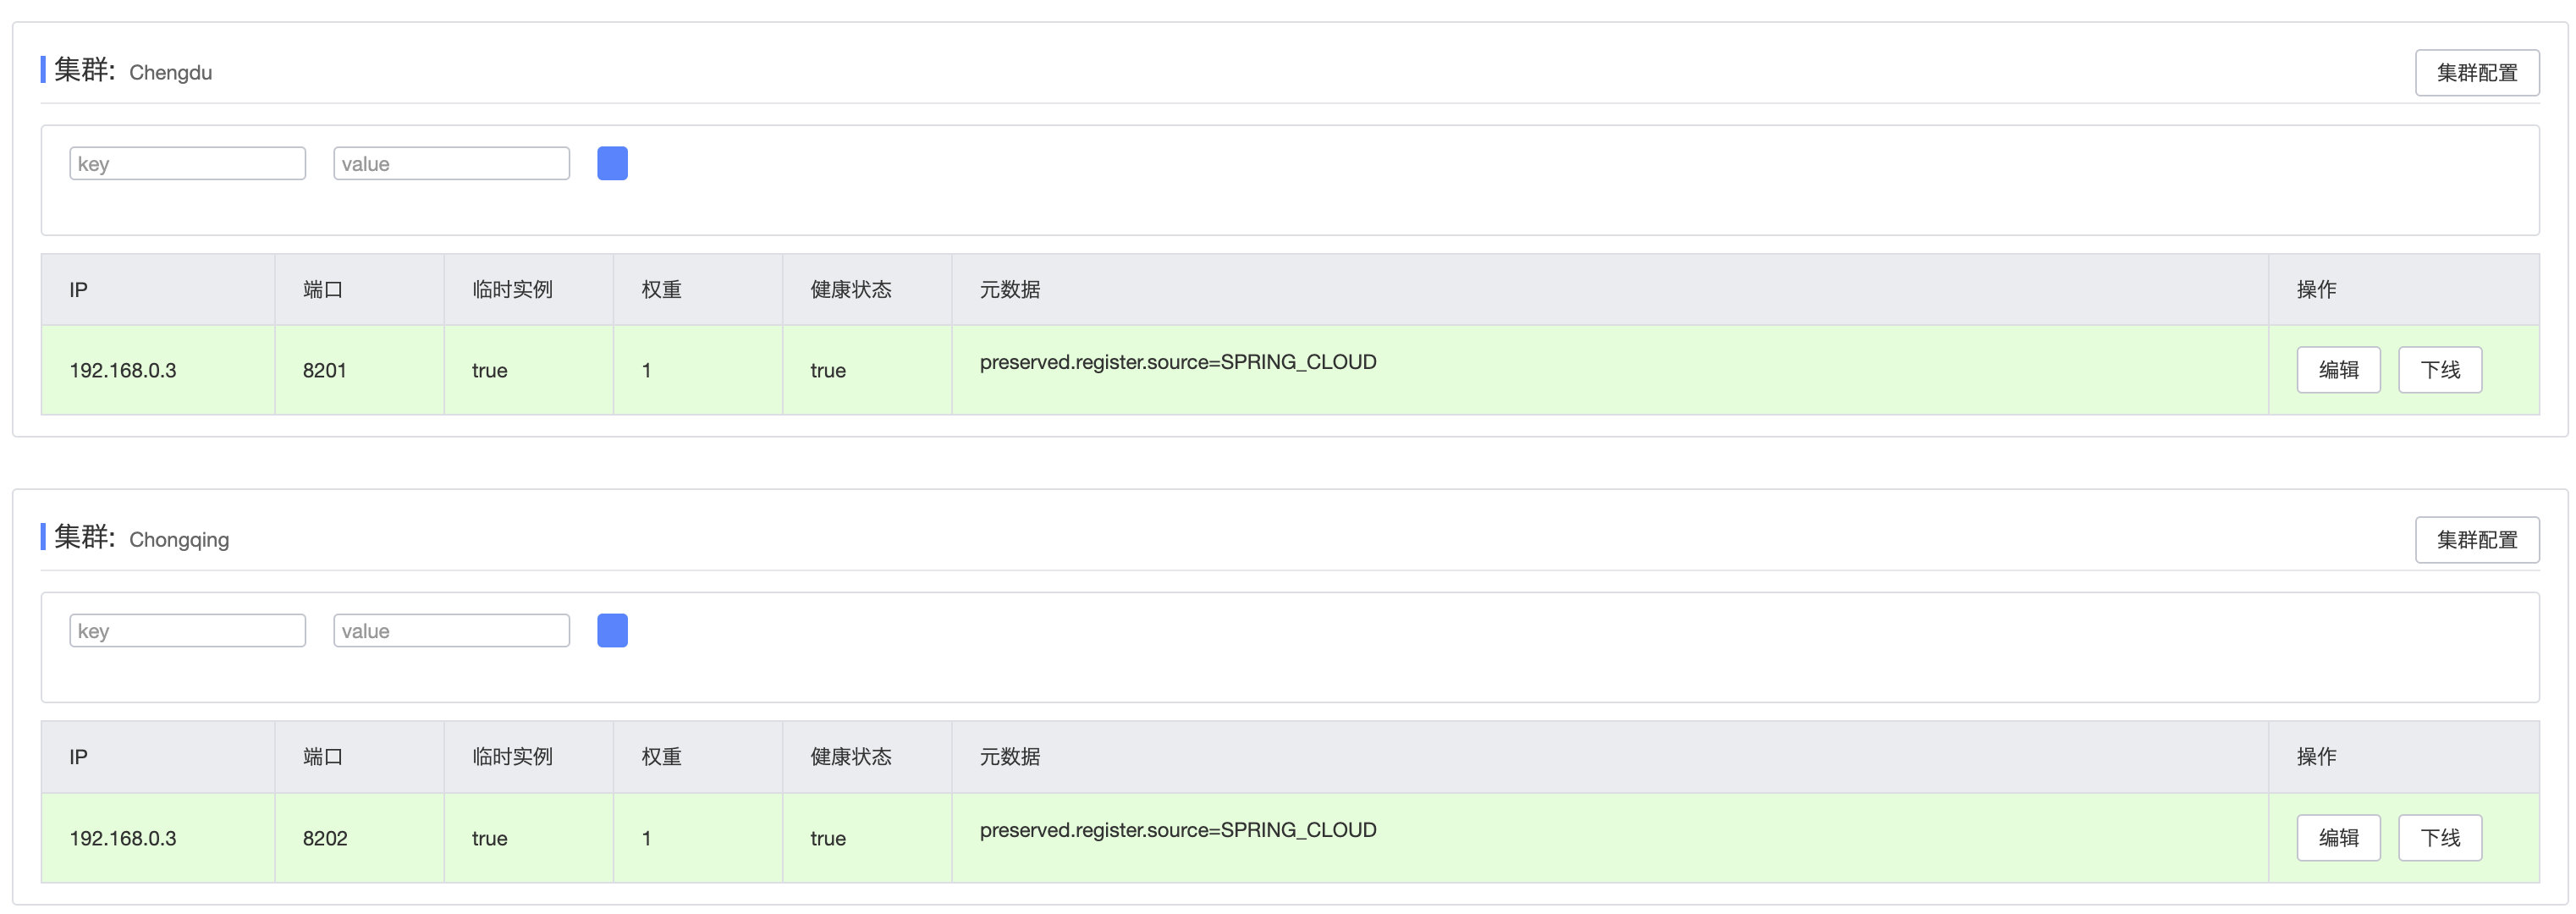 集群: Chengdu 集群配置
key value
IP 端口 临时实例 权重 健康状态 元数据 操作
192.168.0.3 8201 true 1 true preserved.register.source=SPRING_CLOUD 编辑 下线
集群: Chongqing 集群配置
key value
IP 端口 临时实例 权重 健康状态 元数据 操作
192.168.0.3 8202 true 1 true preserved.register.source=SPRING_CLOUD 编辑 下线